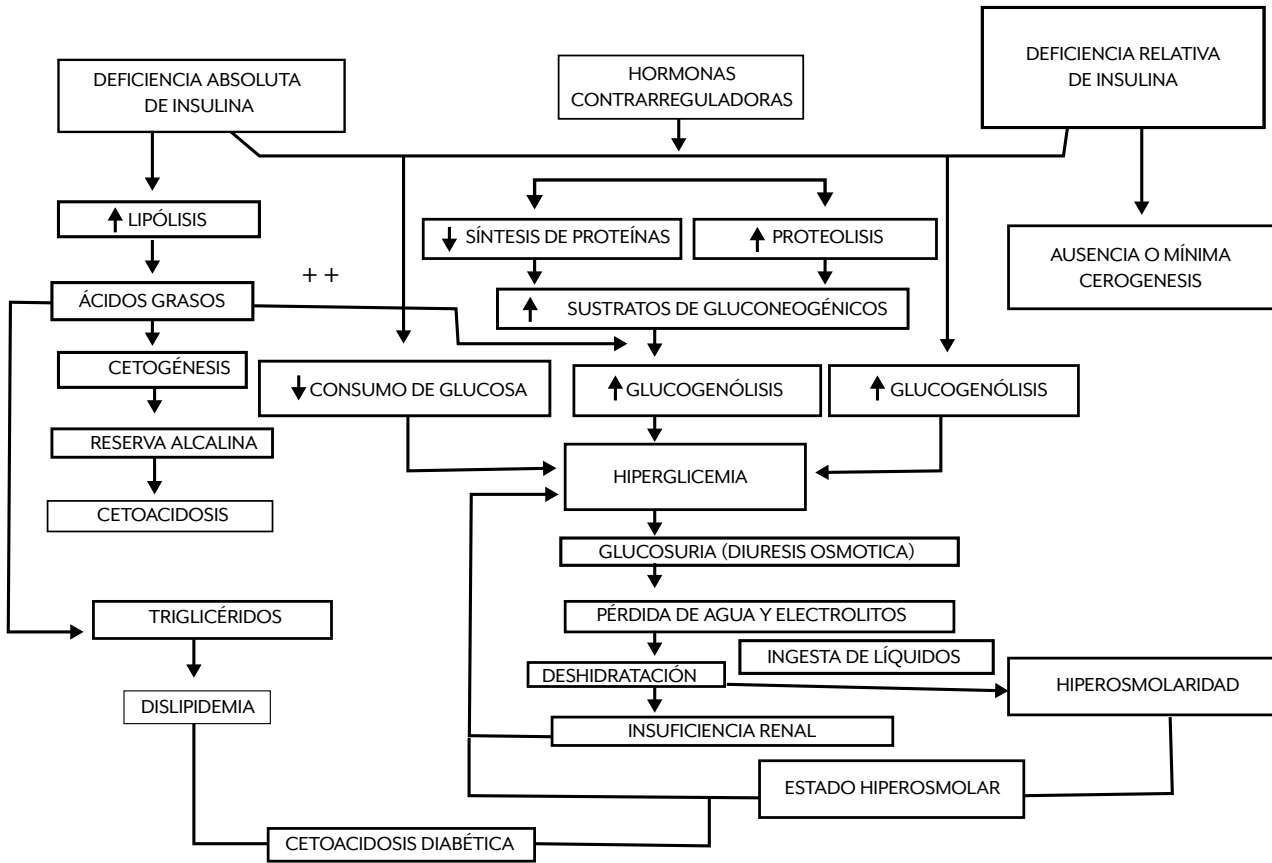 DEFICIENCIA ABSOLUTA
DE INSULINA
HORMONAS
CONTRARREGULADORAS
DEFICIENCIA RELATIVA
DE INSULINA
LIPÓLISIS
SÍNTESIS DE PROTEÍNAS
PROTEOLISIS
AUSENCIA O MÍNIMA
CEROGENESIS
+ +
ÁCIDOS GRASOS
SUSTRATOS DE GLUCONEOGÉNICOS
CETOGÉNESIS
CONSUMO DE GLUCOSA
GLUCOGENÓLISIS
GLUCOGENÓLISIS
RESERVA ALCALINA
HIPERGLICEMIA
CETOACIDOSIS
GLUCOSURIA (DIURESIS OSMOTICA)
TRIGLICÉRIDOS
PÉRDIDA DE AGUA Y ELECTROLITOS
INGESTA DE LÍQUIDOS
DESHIDRATACIÓN
HIPEROSMOLARIDAD
DISLIPIDEMIA
INSUFICIENCIA RENAL
ESTADO HIPEROSMOLAR
CETOACIDOSIS DIABÉTICA